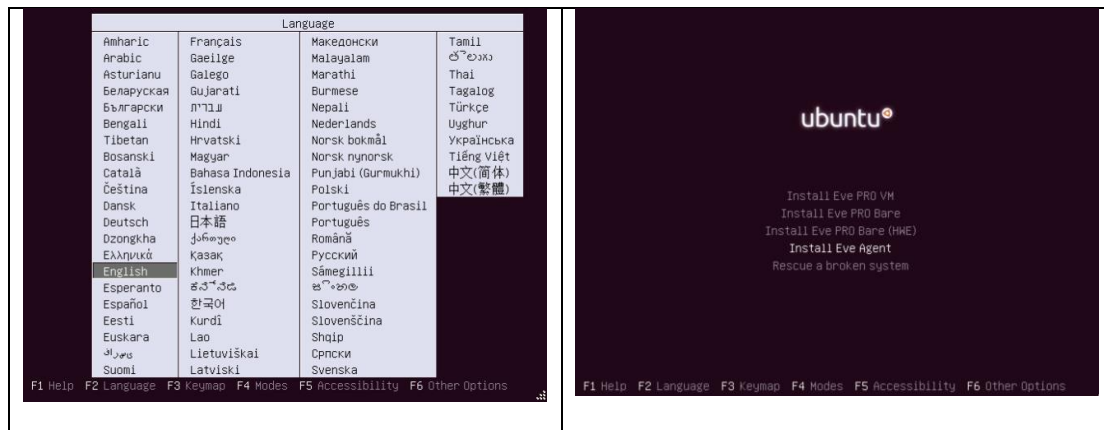 Language
Amharic
Arabic
Asturianu
Беларуская
Български
Bengali
Tibetan
Bosanski
Català
Čeština
Dansk
Deutsch
Dzongkha
Ελληνικά
English
Esperanto
Español
Eesti
Euskara
Suomi
Français
Gaeilge
Galego
Gujarati
עברית
Hindi
Hrvatski
Magyar
Bahasa Indonesia
Íslenska
Italiano
日本語
ქართული
Қазақ
Khmer
한국어
Kurdî
Lao
Lietuviškai
Latviski
Македонски
Malayalam
Marathi
Burmese
Nepali
Nederlands
Norsk bokmål
Norsk nynorsk
Punjabi (Gurmukhi)
Polski
Português do Brasil
Português
Română
Русский
Sámegillii
Slovenčina
Slovenščina
Shqip
Српски
Svenska
Tamil
Thai
Tagalog
Türkçe
Uyghur
Українська
Tiếng Việt
中文(简体)
中文(繁體)
F1 Help F2 Language F3 Keymap F4 Modes F5 Accessibility F6 Other Options
ubuntu
Install Eve PRO VM
Install Eve PRO Bare
Install Eve PRO Bare (HWE)
Install Eve Agent
Rescue a broken system
F1 Help F2 Language F3 Keymap F4 Modes F5 Accessibility F6 Other Options